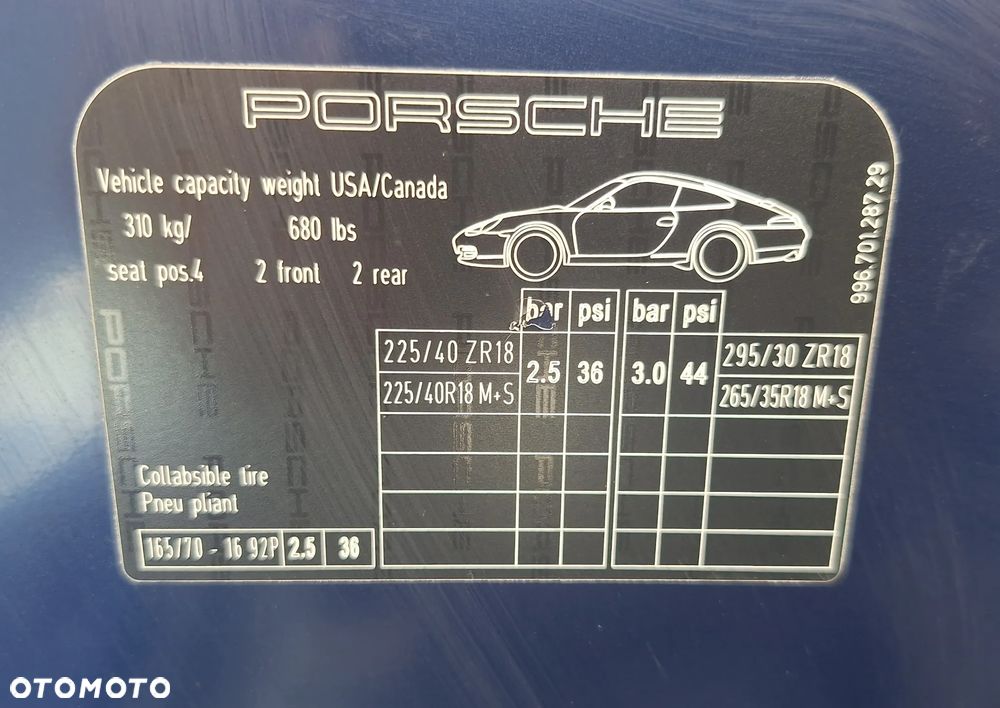 PORSCHE
Vehicle capacity weight USA/Canada
310 kg/ 680 lbs
seat pos.4 2 front 2 rear
996.701.287.29
bar psi bar psi
225/40 ZR18 2.5 36 3.0 44 295/30 ZR18
225/40R18 M+S 265/35R18 M+S
Collabsible tire
Pneu pliant
165/70 - 16 92P 2.5 36
OTOMOTO